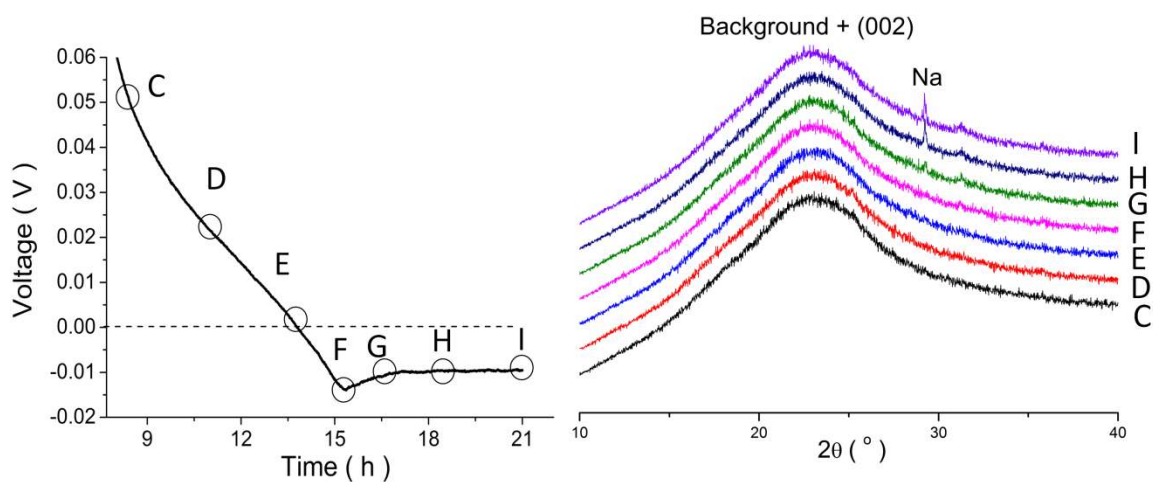 0.06
0.05
0.04
0.03
0.02
0.01
0.00
-0.01
-0.02
Voltage ( V )
C
D
E
F
G
H
I
9
12
15
18
21
Time ( h )
Background + (002)
Na
I
H
G
F
E
D
C
10
20
30
40
2θ ( ° )